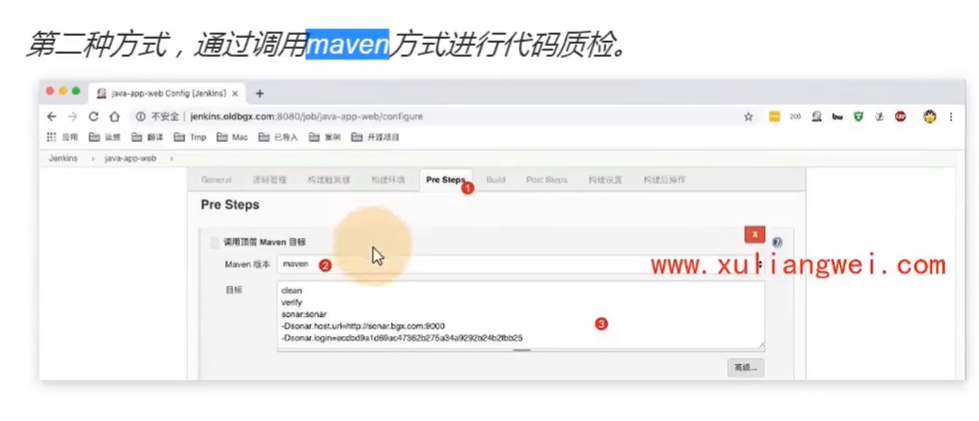 第二种方式，通过调用maven方式进行代码质检。
java-app-web Config [Jenkins]
不安全 | jenkins.oldbgx.com:8080/job/java-app-web/configure
应用 运维 翻译 Tmp Mac 已导入 案例 开源项目
Jenkins › java-app-web ›
General 源码管理 构建触发器 构建环境 Pre Steps Build Post Steps 构建设置 构建后操作
1
Pre Steps
调用顶层 Maven 目标
X
Maven 版本 maven 2
www.xuliangwei.com
目标 clean
verify
sonar:sonar
-Dsonar.host.url=http://sonar.bgx.com:9000
3
高级...